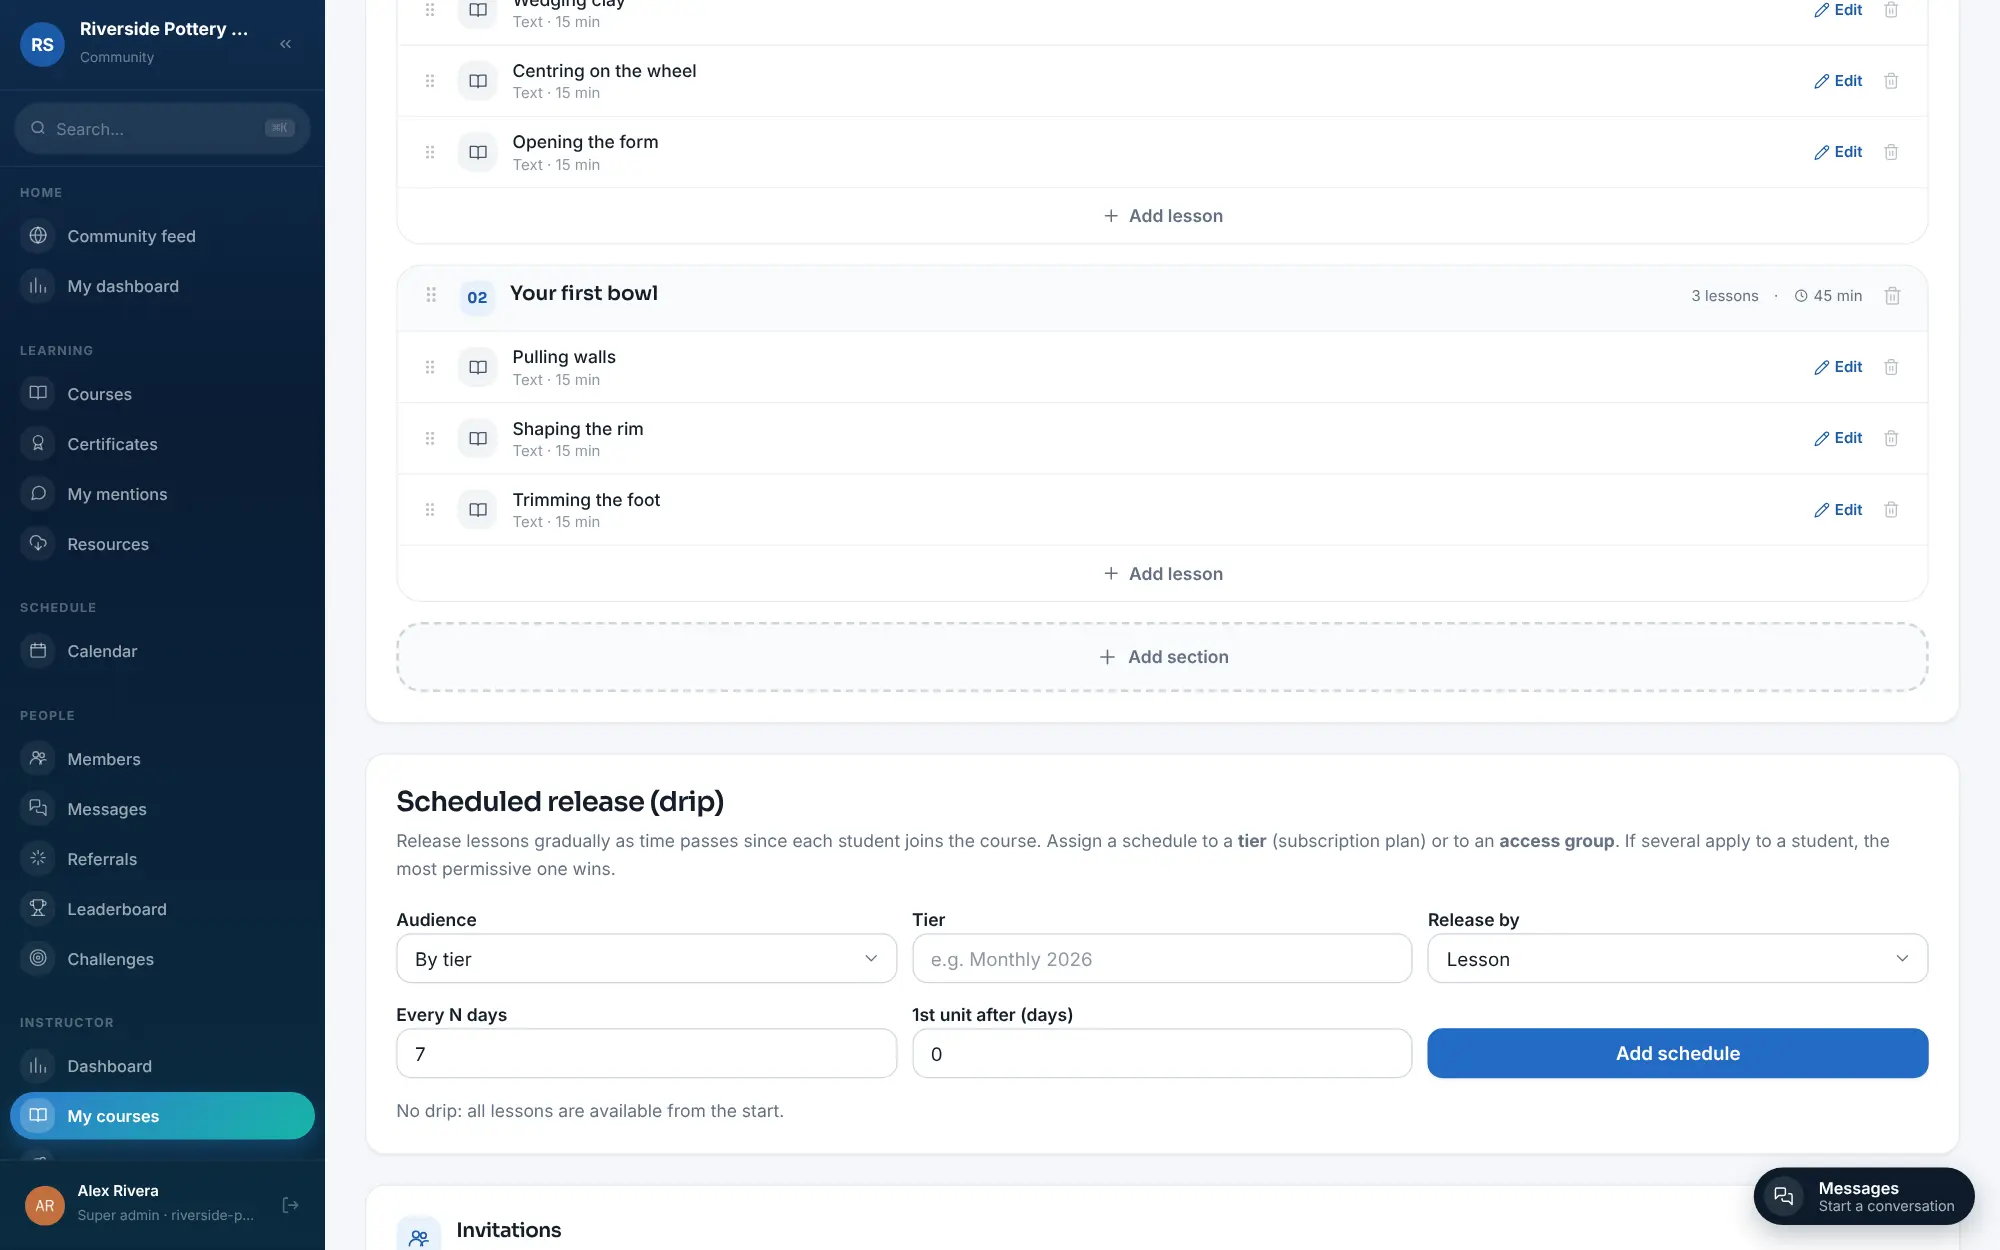 RS
Riverside Pottery ...
Community
Search...
⌘K
HOME
Community feed
My dashboard
LEARNING
Courses
Certificates
My mentions
Resources
SCHEDULE
Calendar
PEOPLE
Members
Messages
Referrals
Leaderboard
Challenges
INSTRUCTOR
Dashboard
My courses
AR
Alex Rivera
Super admin · riverside-p...
Wedging clay
Text · 15 min
Edit
Centring on the wheel
Text · 15 min
Edit
Opening the form
Text · 15 min
Edit
Add lesson
02
Your first bowl
3 lessons · 45 min
Pulling walls
Text · 15 min
Edit
Shaping the rim
Text · 15 min
Edit
Trimming the foot
Text · 15 min
Edit
Add lesson
Add section
Scheduled release (drip)
Release lessons gradually as time passes since each student joins the course. Assign a schedule to a tier (subscription plan) or to an access group. If several apply to a student, the
most permissive one wins.
Audience
By tier
Tier
e.g. Monthly 2026
Release by
Lesson
Every N days
7
1st unit after (days)
0
Add schedule
No drip: all lessons are available from the start.
Invitations
Messages
Start a conversation